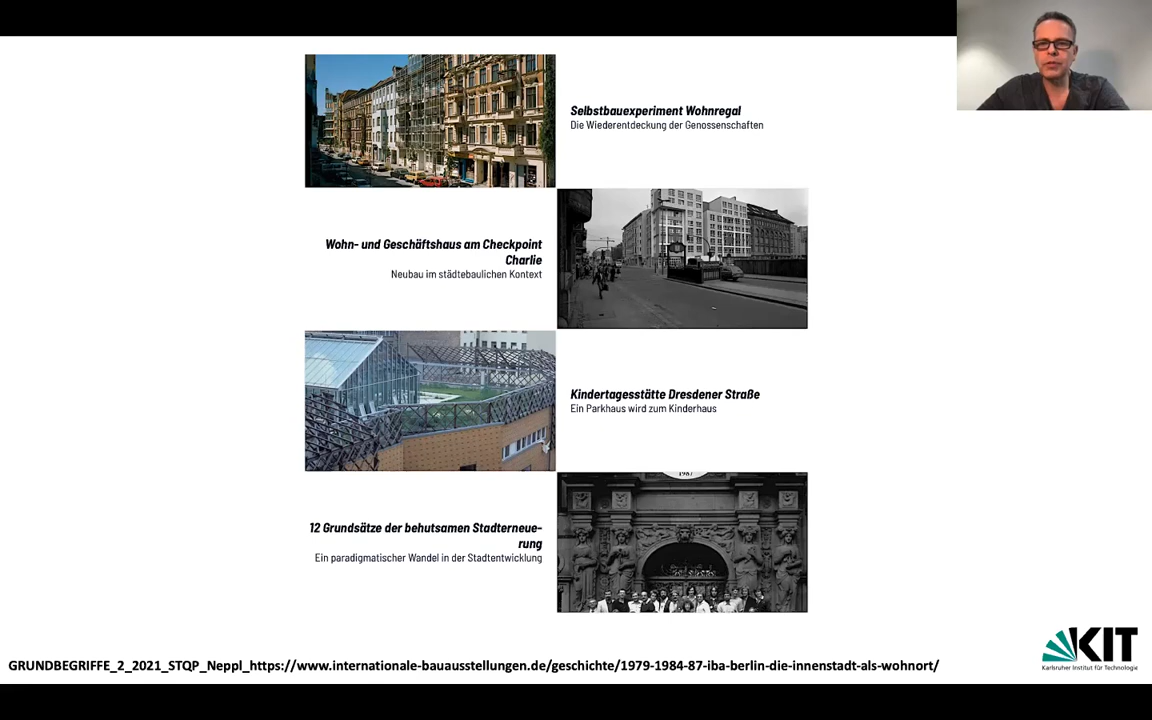 Selbstbauexperiment Wohnregal
Die Wiederentdeckung der Genossenschaften
Wohn- und Geschäftshaus am Checkpoint
Charlie
Neubau im städtebaulichen Kontext
Kindertagesstätte Dresdener Straße
Ein Parkhaus wird zum Kinderhaus
1987
12 Grundsätze der behutsamen Stadterneue-
rung
Ein paradigmatischer Wandel in der Stadtentwicklung
GRUNDBEGRIFFE_2_2021_STQP_Neppl_https://www.internationale-bauausstellungen.de/geschichte/1979-1984-87-iba-berlin-die-innenstadt-als-wohnort/
KIT
Karlsruher Institut für Technologie